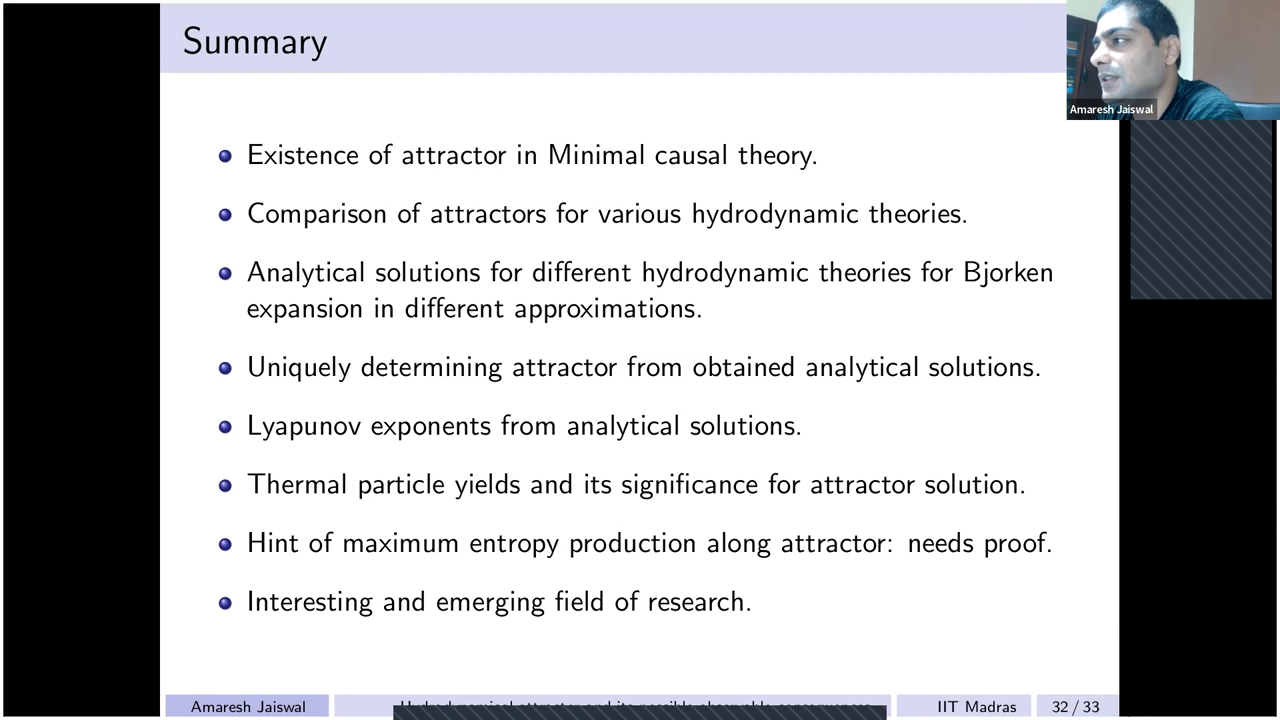 Summary
Amaresh Jaiswal
Existence of attractor in Minimal causal theory.
Comparison of attractors for various hydrodynamic theories.
Analytical solutions for different hydrodynamic theories for Bjorken
expansion in different approximations.
Uniquely determining attractor from obtained analytical solutions.
Lyapunov exponents from analytical solutions.
Thermal particle yields and its significance for attractor solution.
Hint of maximum entropy production along attractor: needs proof.
Interesting and emerging field of research.
Amaresh Jaiswal
IIT Madras
32 / 33